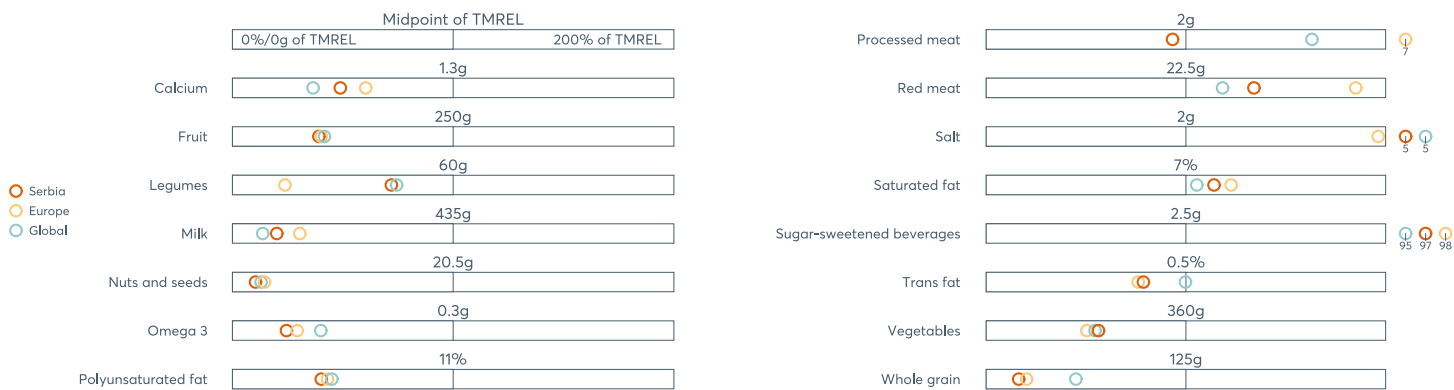 Midpoint of TMREL
0%/0g of TMREL 200% of TMREL
Calcium 1.3g
Fruit 250g
Legumes 60g
Milk 435g
Nuts and seeds 20.5g
Omega 3 0.3g
Polyunsaturated fat 11%
Serbia
Europe
Global
Processed meat 2g 7
Red meat 22.5g
Salt 2g 5 5
Saturated fat 7%
Sugar-sweetened beverages 2.5g 95 97 98
Trans fat 0.5%
Vegetables 360g
Whole grain 125g